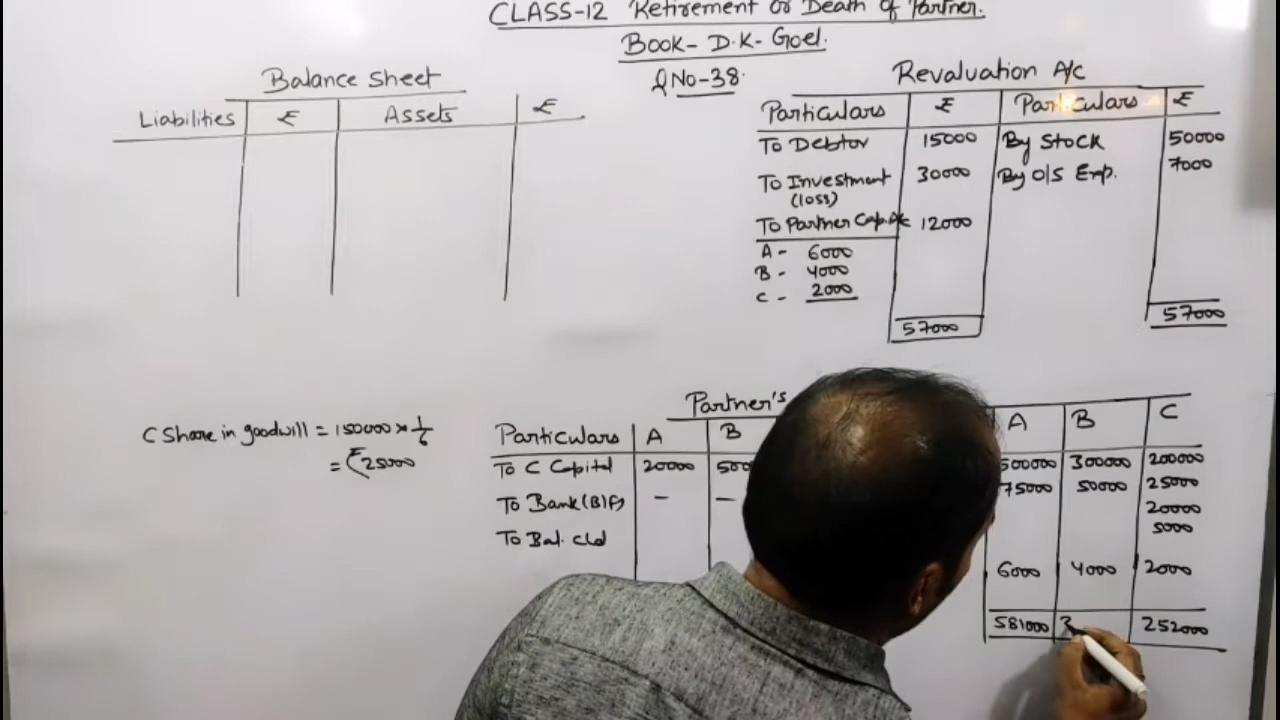 CLASS-12 Retirement or Death of Partner.
Book- D.K- Goel.
QNo-38.
Balance Sheet
Liabilities ₹ Assets ₹
Revaluation A/c
Particulars ₹ Particulars ₹
To Debtor 15000 By Stock 50000
To Investment 30000 By O/S Exp. 7000
(loss)
To Partner Cap. A/c 12000
A - 6000
B - 4000
C - 2000
57000 57000
C Share in goodwill = 150000 × 1/6
= ₹25000
Partner's
Particulars A B A B C
To C Capital 20000 500000 300000 200000
To Bank (B/F) - - 75000 50000 25000
20000
5000
To Bal. c/d
6000 4000 2000
581000 3 252000